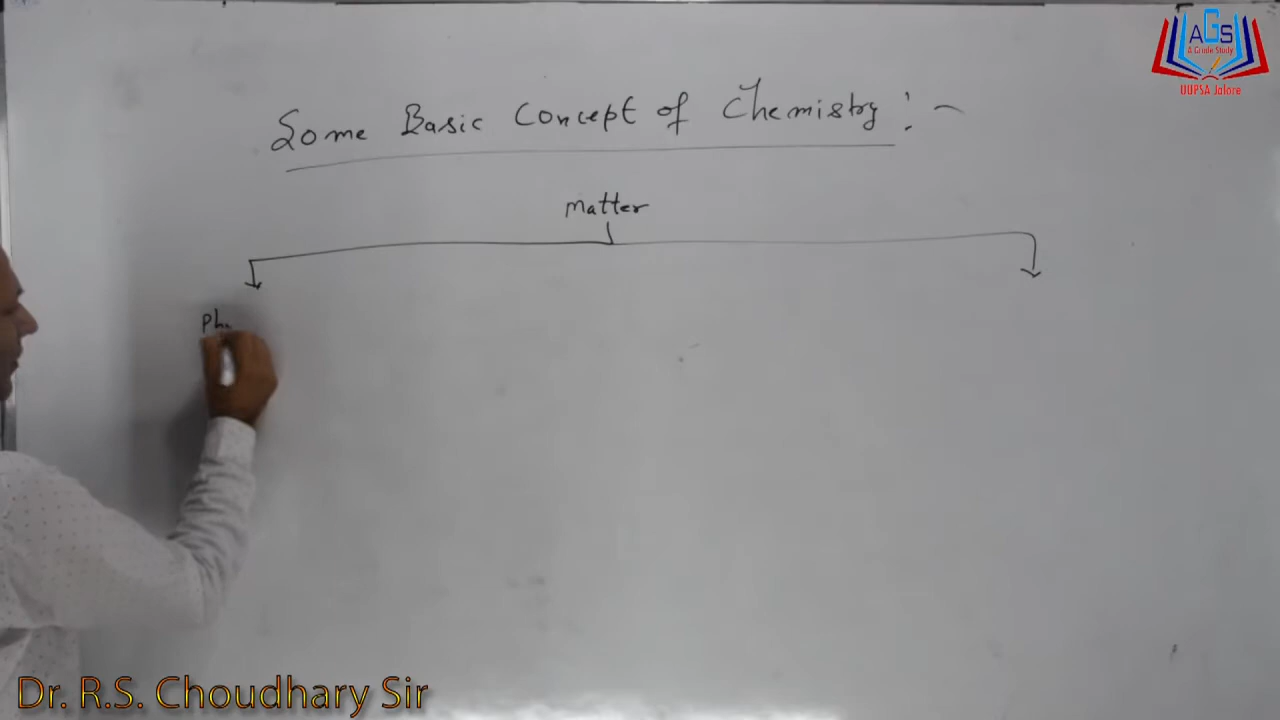 AGS
A Grade Study
UUPSA Jalore
Some Basic Concept of Chemistry :-
Matter
Ph
Dr. R.S. Choudhary Sir